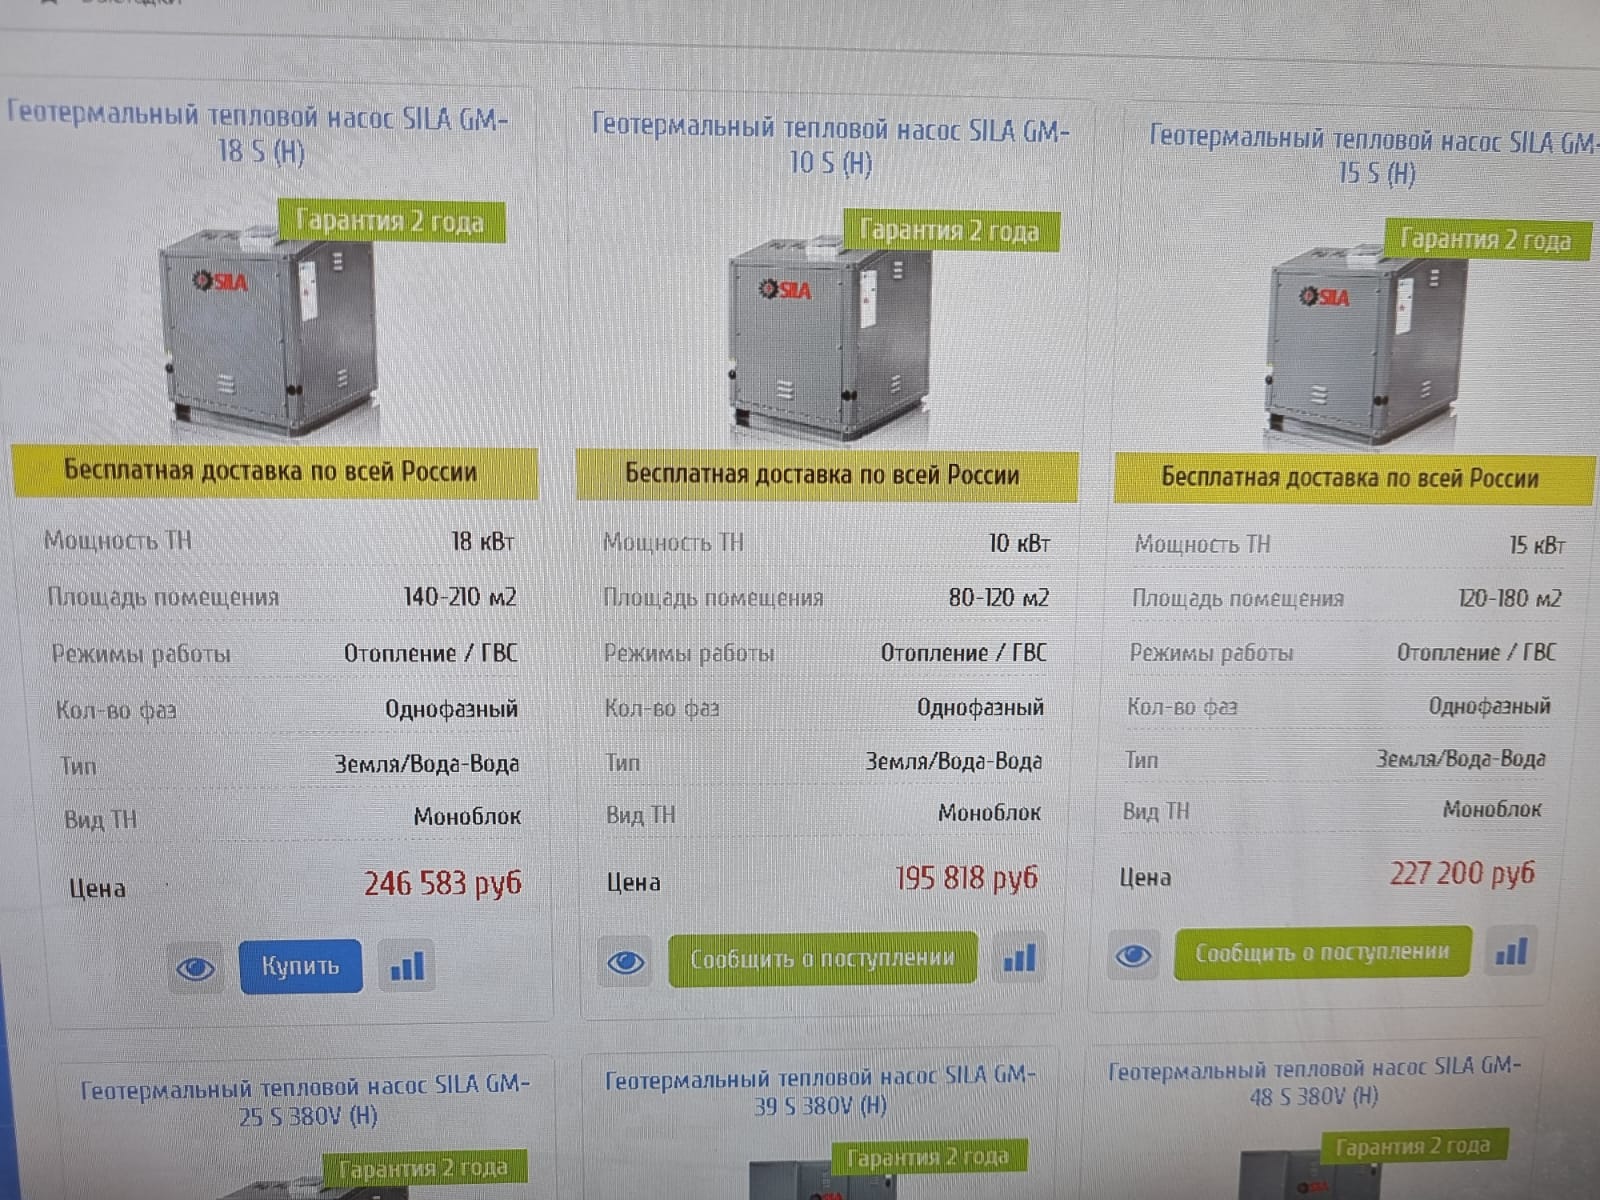 Геотермальный тепловой насос SILA GM-
18 S (H)
Гарантия 2 года
SILA
Бесплатная доставка по всей России
Мощность ТН 18 кВт
Площадь помещения 140-210 м2
Режимы работы Отопление / ГВС
Кол-во фаз Однофазный
Тип Земля/Вода-Вода
Вид ТН Моноблок
Цена 246 583 руб
Купить
Геотермальный тепловой насос SILA GM-
10 S (H)
Гарантия 2 года
SILA
Бесплатная доставка по всей России
Мощность ТН 10 кВт
Площадь помещения 80-120 м2
Режимы работы Отопление / ГВС
Кол-во фаз Однофазный
Тип Земля/Вода-Вода
Вид ТН Моноблок
Цена 195 818 руб
Сообщить о поступлении
Геотермальный тепловой насос SILA GM-
15 S (H)
Гарантия 2 года
SILA
Бесплатная доставка по всей России
Мощность ТН 15 кВт
Площадь помещения 120-180 м2
Режимы работы Отопление / ГВС
Кол-во фаз Однофазный
Тип Земля/Вода-Вода
Вид ТН Моноблок
Цена 227 200 руб
Сообщить о поступлении
Геотермальный тепловой насос SILA GM-
25 S 380V (H)
Гарантия 2 года
Геотермальный тепловой насос SILA GM-
39 S 380V (H)
Гарантия 2 года
Геотермальный тепловой насос SILA GM-
48 S 380V (H)
Гарантия 2 года